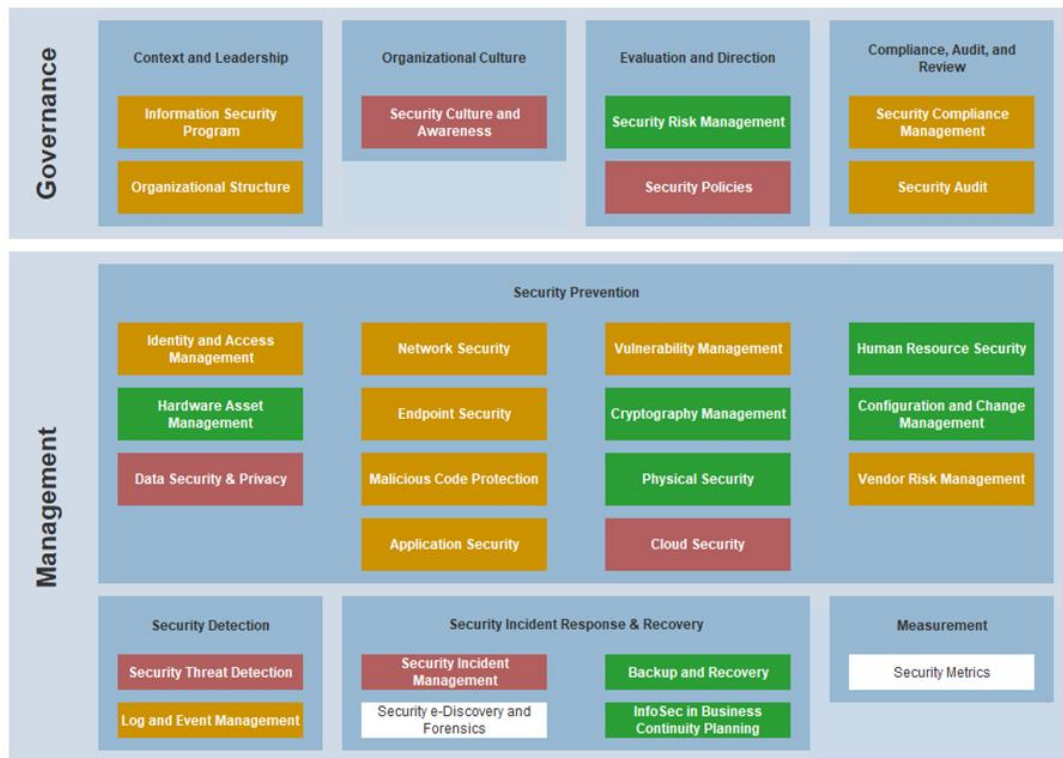 Governance
Context and Leadership
Information Security
Program
Organizational Structure
Organizational Culture
Security Culture and
Awareness
Evaluation and Direction
Security Risk Management
Security Policies
Compliance, Audit, and
Review
Security Compliance
Management
Security Audit
Management
Security Prevention
Identity and Access
Management
Network Security
Vulnerability Management
Human Resource Security
Hardware Asset
Management
Endpoint Security
Cryptography Management
Configuration and Change
Management
Data Security & Privacy
Malicious Code Protection
Physical Security
Vendor Risk Management
Application Security
Cloud Security
Security Detection
Security Threat Detection
Log and Event Management
Security Incident Response & Recovery
Security Incident
Management
Backup and Recovery
Security e-Discovery and
Forensics
InfoSec in Business
Continuity Planning
Measurement
Security Metrics